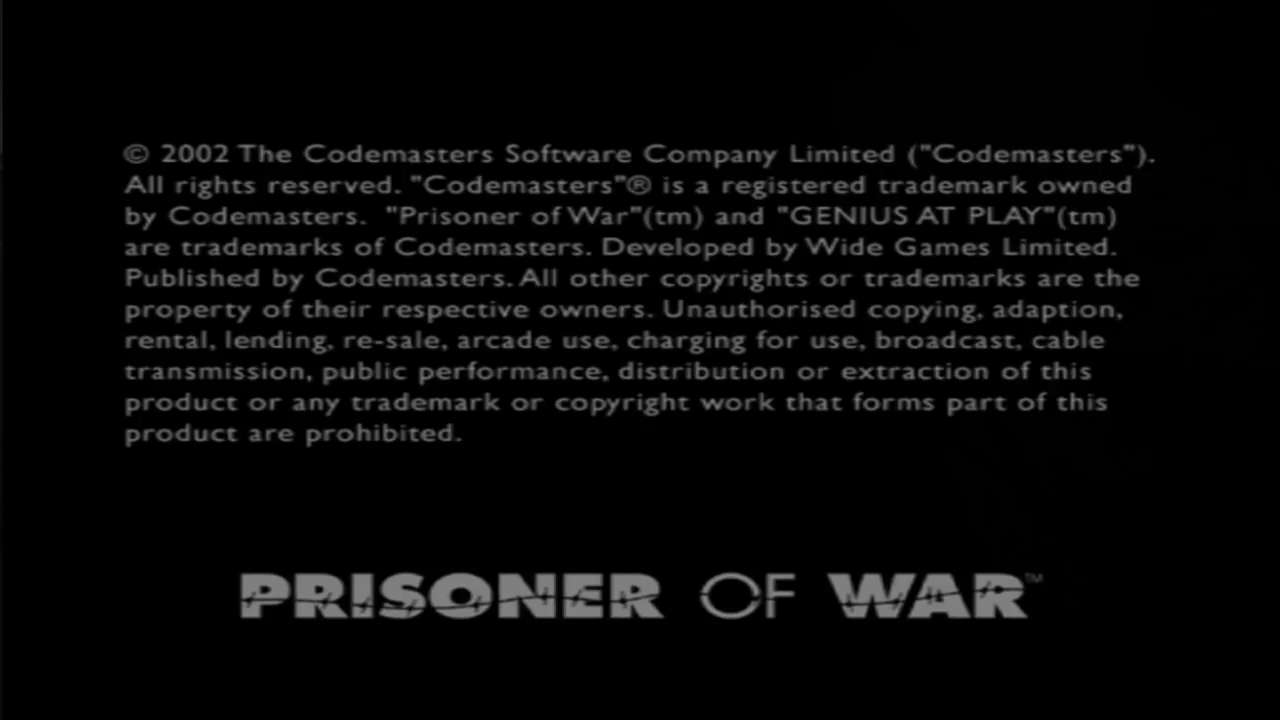 © 2002 The Codemasters Software Company Limited ("Codemasters").
All rights reserved. "Codemasters"® is a registered trademark owned
by Codemasters. "Prisoner of War"(tm) and "GENIUS AT PLAY"(tm)
are trademarks of Codemasters. Developed by Wide Games Limited.
Published by Codemasters. All other copyrights or trademarks are the
property of their respective owners. Unauthorised copying, adaption,
rental, lending, re-sale, arcade use, charging for use, broadcast, cable
transmission, public performance, distribution or extraction of this
product or any trademark or copyright work that forms part of this
product are prohibited.
PRISONER OF WAR™